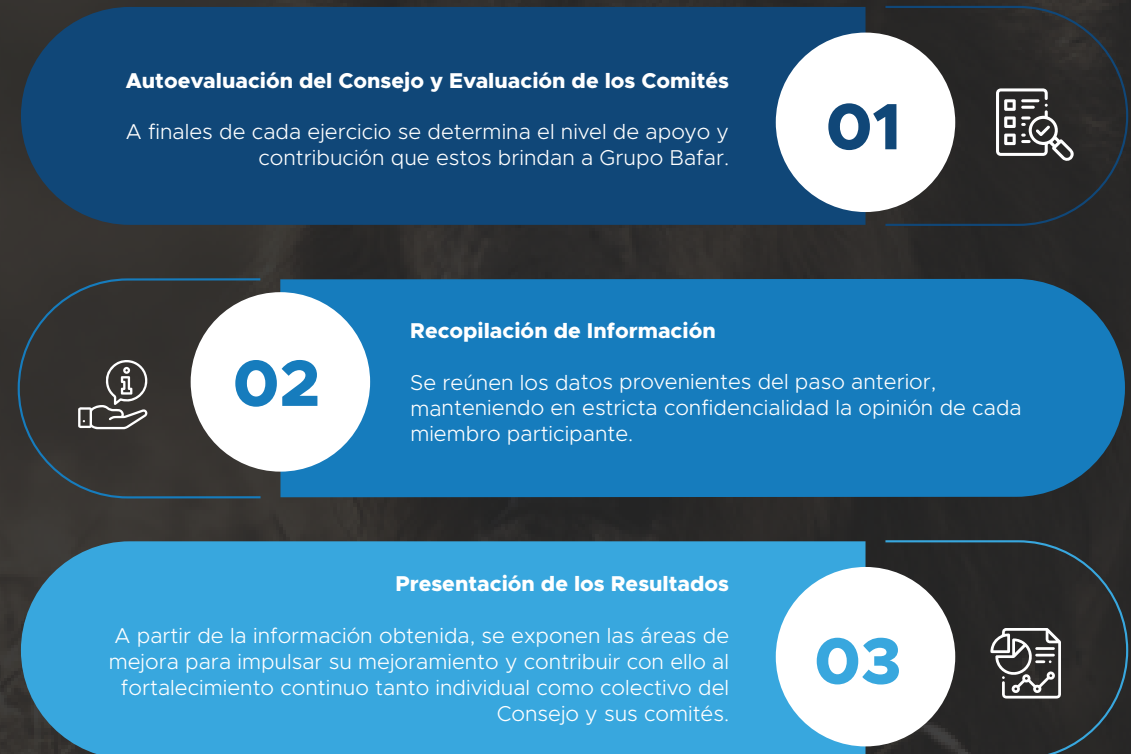 Autoevaluación del Consejo y Evaluación de los Comités
A finales de cada ejercicio se determina el nivel de apoyo y
contribución que estos brindan a Grupo Bafar.
01
02
Recopilación de Información
Se reúnen los datos provenientes del paso anterior,
manteniendo en estricta confidencialidad la opinión de cada
miembro participante.
Presentación de los Resultados
A partir de la información obtenida, se exponen las áreas de
mejora para impulsar su mejoramiento y contribuir con ello al
fortalecimiento continuo tanto individual como colectivo del
Consejo y sus comités.
03